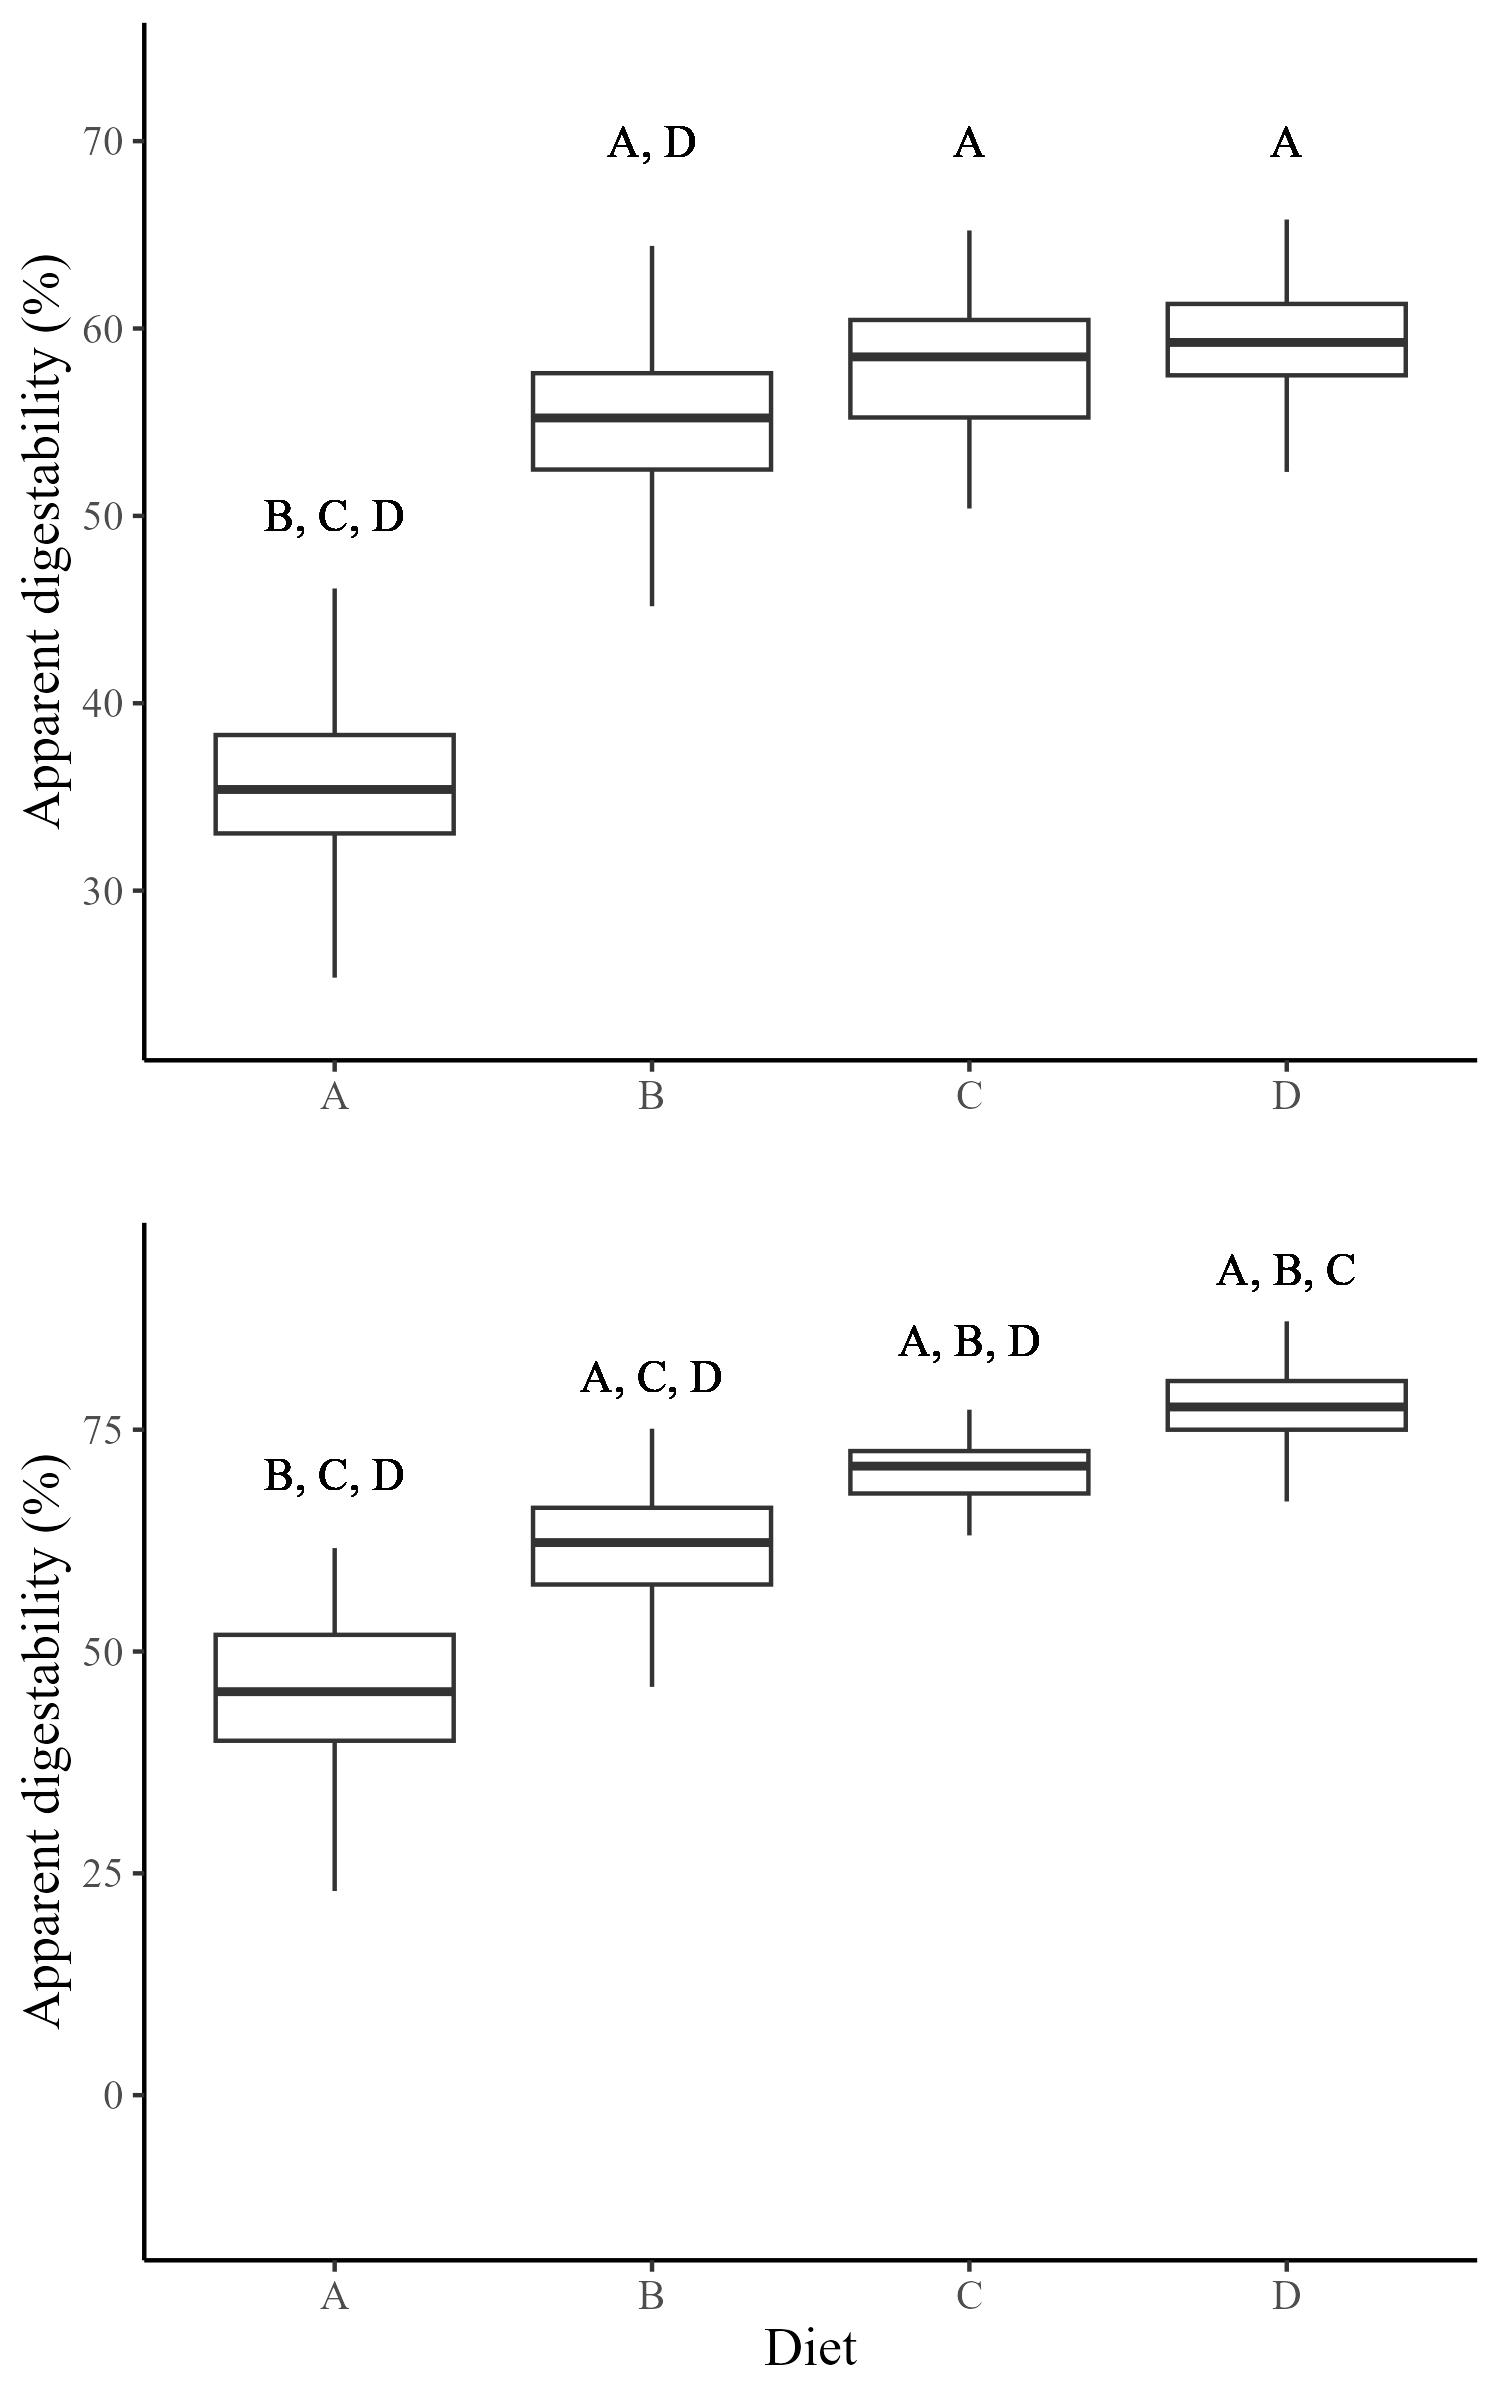 70
60
50
40
30
Apparent digestability (%)
B, C, D
A, D
A
A
A
B
C
D
75
50
25
0
Apparent digestability (%)
B, C, D
A, C, D
A, B, D
A, B, C
A
B
C
D
Diet